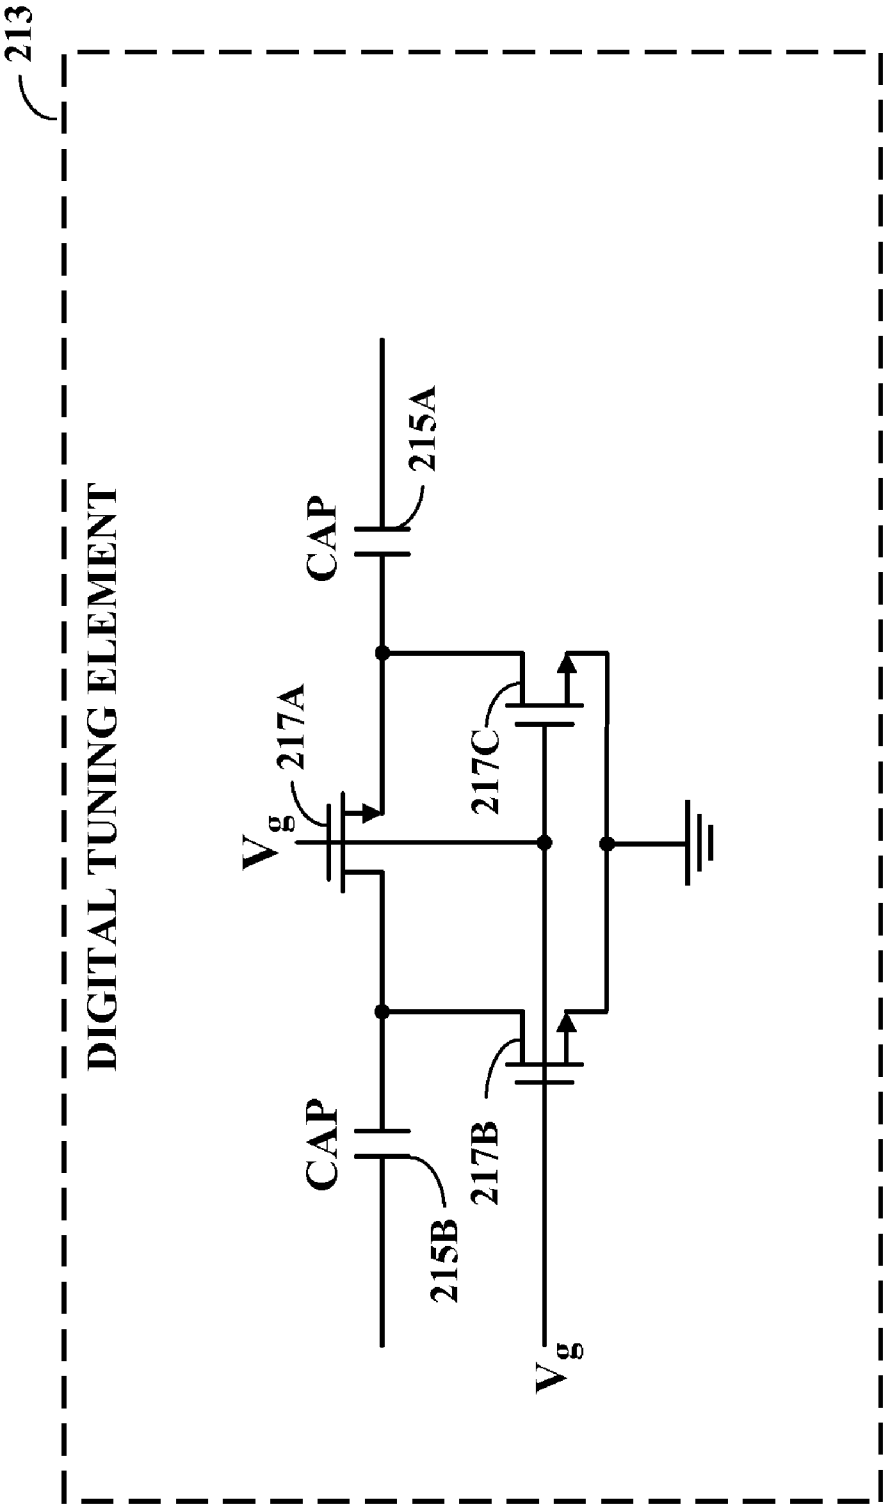 213
DIGITAL TUNING ELEMENT
Vg
217A
CAP
CAP
215B
215A
217B
217C
Vg